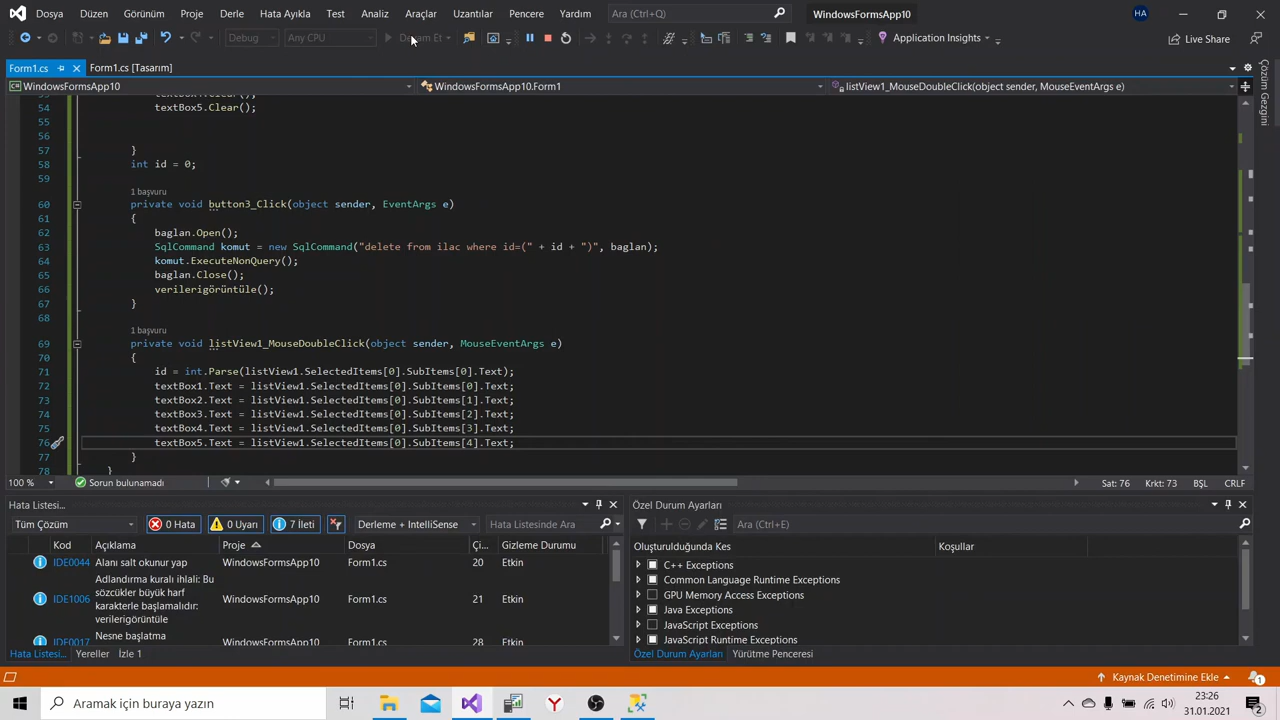 Dosya Düzen Görünüm Proje Derle Hata Ayıkla Test Analiz Araçlar Uzantılar Pencere Yardım Ara (Ctrl+Q) WindowsFormsApp10 HA
Debug Any CPU Devam Et Application Insights Live Share
Form1.cs Form1.cs [Tasarım]
WindowsFormsApp10 WindowsFormsApp10.Form1 listView1_MouseDoubleClick(object sender, MouseEventArgs e)
54 textBox5.Clear();
55
56
57 }
58 int id = 0;
59
1 başvuru
60 private void button3_Click(object sender, EventArgs e)
61 {
62 baglan.Open();
63 SqlCommand komut = new SqlCommand("delete from ilac where id=(" + id + ")", baglan);
64 komut.ExecuteNonQuery();
65 baglan.Close();
66 verilerigörüntüle();
67 }
68
1 başvuru
69 private void listView1_MouseDoubleClick(object sender, MouseEventArgs e)
70 {
71 id = int.Parse(listView1.SelectedItems[0].SubItems[0].Text);
72 textBox1.Text = listView1.SelectedItems[0].SubItems[0].Text;
73 textBox2.Text = listView1.SelectedItems[0].SubItems[1].Text;
74 textBox3.Text = listView1.SelectedItems[0].SubItems[2].Text;
75 textBox4.Text = listView1.SelectedItems[0].SubItems[3].Text;
76 textBox5.Text = listView1.SelectedItems[0].SubItems[4].Text;
77 }
78 }
100 % Sorun bulunamadı Sat: 76 Krkt: 73 BŞL CRLF
Hata Listesi...
Tüm Çözüm 0 Hata 0 Uyarı 7 İleti Derleme + IntelliSense Hata Listesinde Ara
Kod Açıklama Proje Dosya Çi... Gizleme Durumu
IDE0044 Alanı salt okunur yap WindowsFormsApp10 Form1.cs 20 Etkin
IDE1006 Adlandırma kuralı ihlali: Bu sözcükler büyük harf karakterle başlamalıdır: verilerigörüntüle WindowsFormsApp10 Form1.cs 21 Etkin
IDE0017 Nesne başlatma WindowsFormsApp10 Form1.cs 28 Etkin
Hata Listesi... Yereller İzle 1
Özel Durum Ayarları
Ara (Ctrl+E)
Oluşturulduğunda Kes Koşullar
C++ Exceptions
Common Language Runtime Exceptions
GPU Memory Access Exceptions
Java Exceptions
JavaScript Exceptions
JavaScript Runtime Exceptions
Özel Durum Ayarları Yürütme Penceresi
Çözüm Gezgini
Kaynak Denetimine Ekle 1
Aramak için buraya yazın
23:26
31.01.2021
2